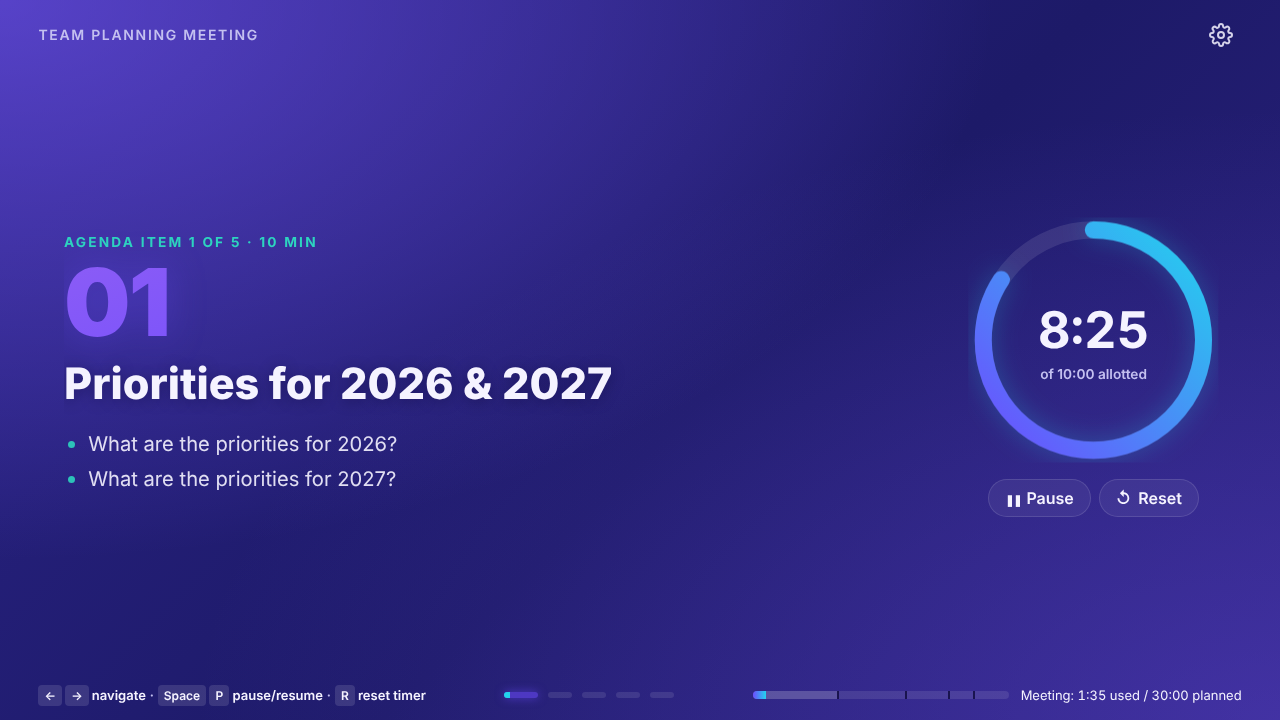 TEAM PLANNING MEETING
AGENDA ITEM 1 OF 5 · 10 MIN
01
Priorities for 2026 & 2027
• What are the priorities for 2026?
• What are the priorities for 2027?
8:25
of 10:00 allotted
Pause
Reset
← → navigate · Space P pause/resume · R reset timer
Meeting: 1:35 used / 30:00 planned